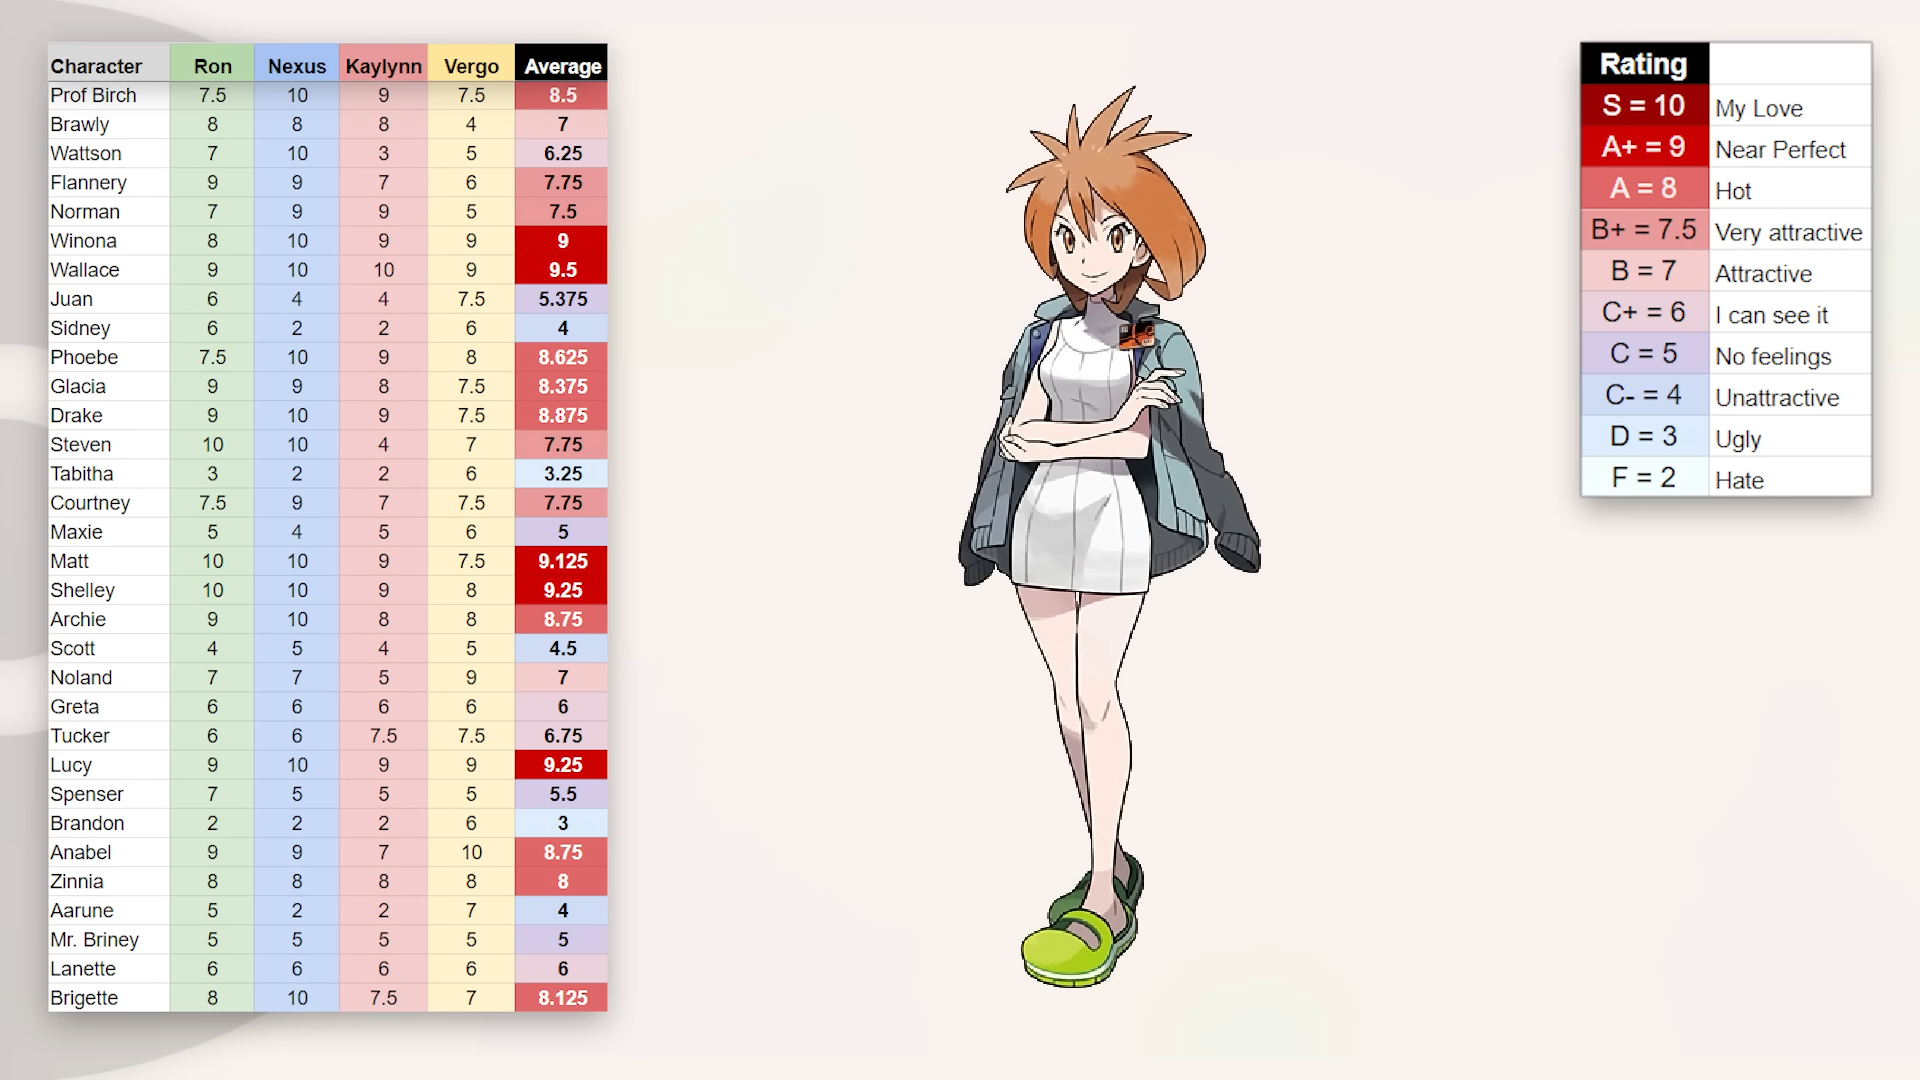 Character Ron Nexus Kaylynn Vergo Average
Prof Birch 7.5 10 9 7.5 8.5
Brawly 8 8 8 4 7
Wattson 7 10 3 5 6.25
Flannery 9 9 7 6 7.75
Norman 7 9 9 5 7.5
Winona 8 10 9 9 9
Wallace 9 10 10 9 9.5
Juan 6 4 4 7.5 5.375
Sidney 6 2 2 6 4
Phoebe 7.5 10 9 8 8.625
Glacia 9 9 8 7.5 8.375
Drake 9 10 9 7.5 8.875
Steven 10 10 4 7 7.75
Tabitha 3 2 2 6 3.25
Courtney 7.5 9 7 7.5 7.75
Maxie 5 4 5 6 5
Matt 10 10 9 7.5 9.125
Shelley 10 10 9 8 9.25
Archie 9 10 8 8 8.75
Scott 4 5 4 5 4.5
Noland 7 7 5 9 7
Greta 6 6 6 6 6
Tucker 6 6 7.5 7.5 6.75
Lucy 9 10 9 9 9.25
Spenser 7 5 5 5 5.5
Brandon 2 2 2 6 3
Anabel 9 9 7 10 8.75
Zinnia 8 8 8 8 8
Aarune 5 2 2 7 4
Mr. Briney 5 5 5 5 5
Lanette 6 6 6 6 6
Brigette 8 10 7.5 7 8.125
Rating
S = 10 My Love
A+ = 9 Near Perfect
A = 8 Hot
B+ = 7.5 Very attractive
B = 7 Attractive
C+ = 6 I can see it
C = 5 No feelings
C- = 4 Unattractive
D = 3 Ugly
F = 2 Hate